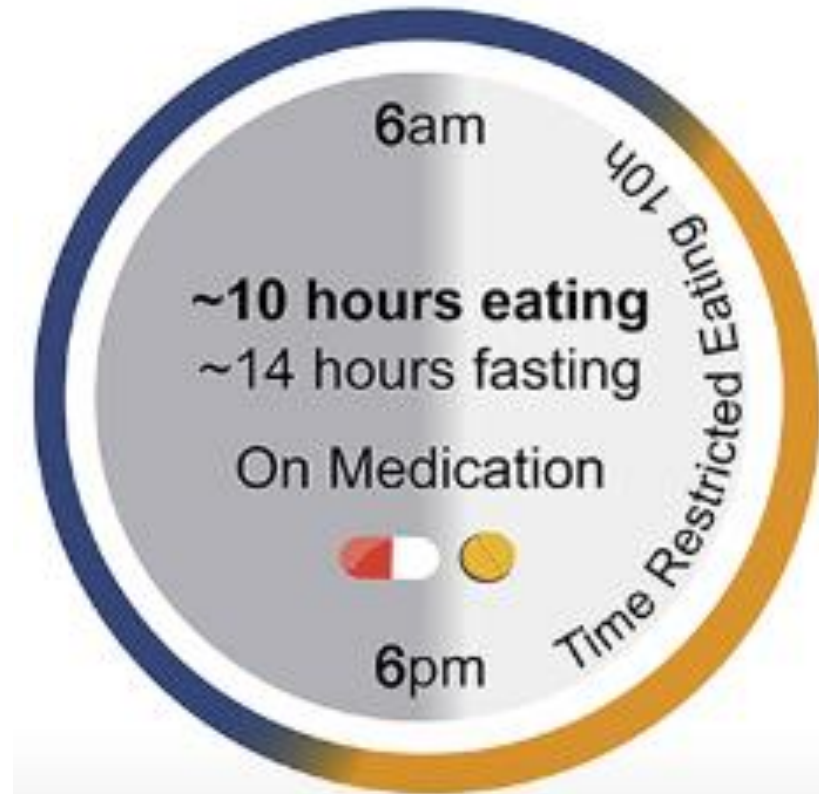 6am
~10 hours eating
~14 hours fasting
On Medication
6pm
Time Restricted Eating 10h